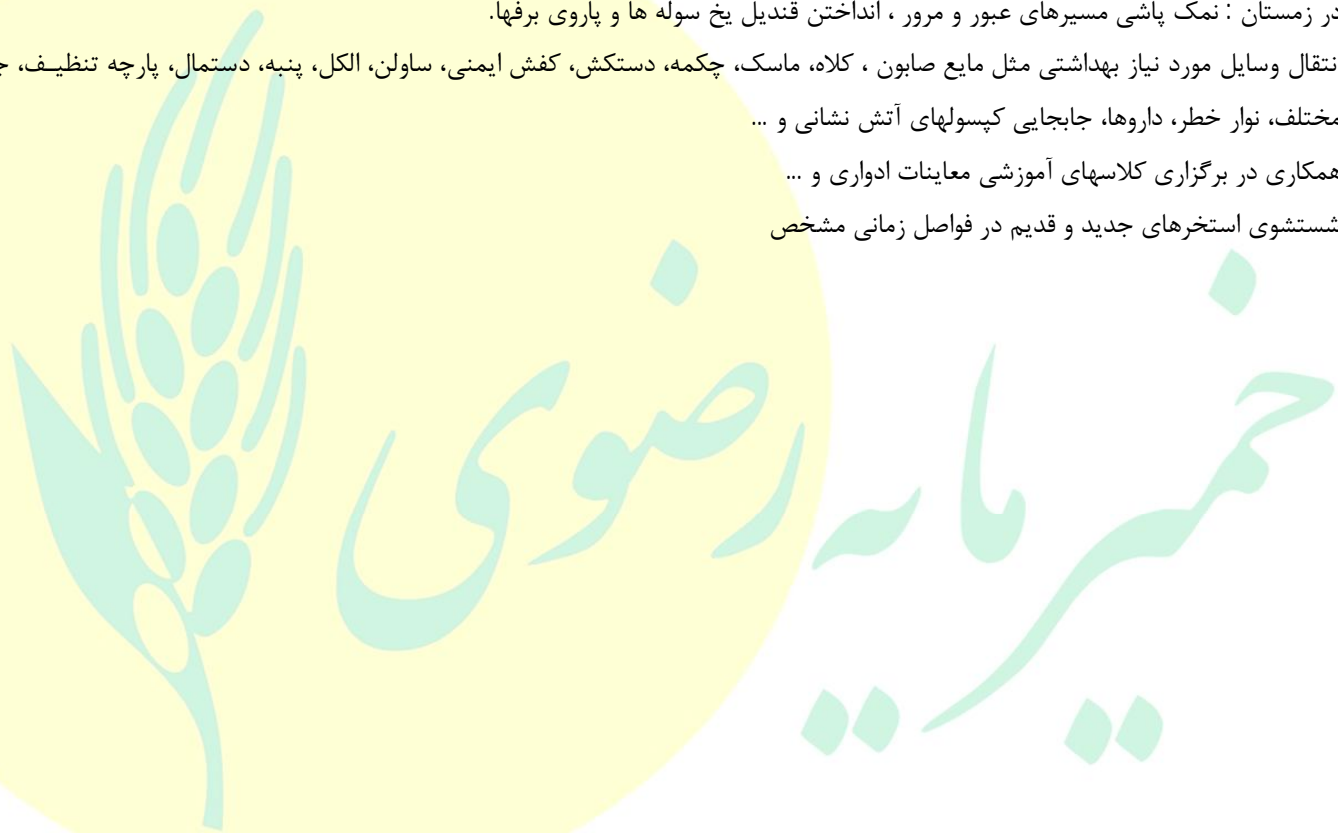 در زمستان : نمک پاشی مسیرهای عبور و مرور ، انداختن قندیل یخ سوله ها و پاروی برفها.
نتقال وسایل مورد نیاز بهداشتی مثل مایع صابون ، کلاه، ماسک، چکمه، دستکش، کفش ایمنی، ساولن، الکل، پنبه، دستمال، پارچه تنظیـف،
مختلف، نوار خطر، داروها، جابجایی کپسولهای آتش نشانی و ...
همکاری در برگزاری کلاسهای آموزشی معاینات ادواری و ...
شستشوی استخرهای جدید و قدیم در فواصل زمانی مشخص
خمیر مایه رضوی